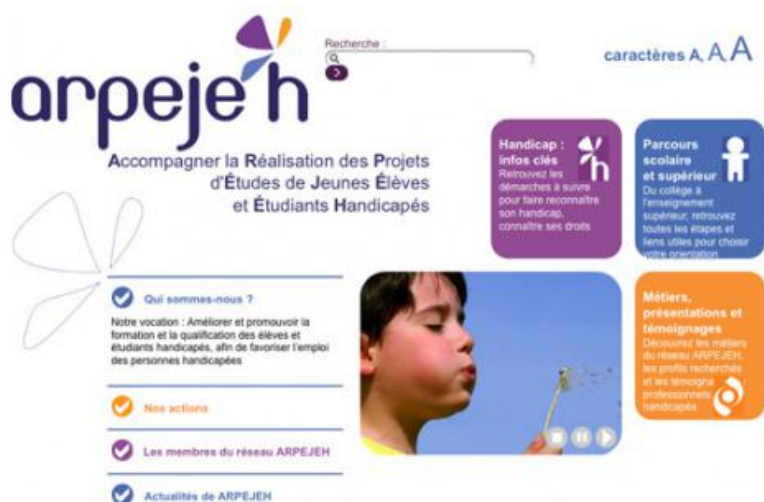 arpeje'h
Recherche :
caractères A, A, A
Accompagner la Réalisation des Projets
d'Études de Jeunes Élèves
et Étudiants Handicapés
Handicap :
infos clés
Retrouvez les
démarches à suivre
pour faire reconnaître
son handicap,
connaître ses droits
h
Parcours
scolaire
et supérieur
Du collège à
l'enseignement
supérieur, retrouvez
toutes les étapes et
liens utiles pour choisir
votre orientation
Qui sommes-nous ?
Notre vocation : Améliorer et promouvoir la
formation et la qualification des élèves et
étudiants handicapés, afin de favoriser l'emploi
des personnes handicapées
Nos actions
Les membres du réseau ARPEJEH
Actualités de ARPEJEH
Métiers,
présentations et
témoignages
Découvrez les métiers
du réseau ARPEJEH,
les profils recherchés
et les témoigna
professionnels
handicapés